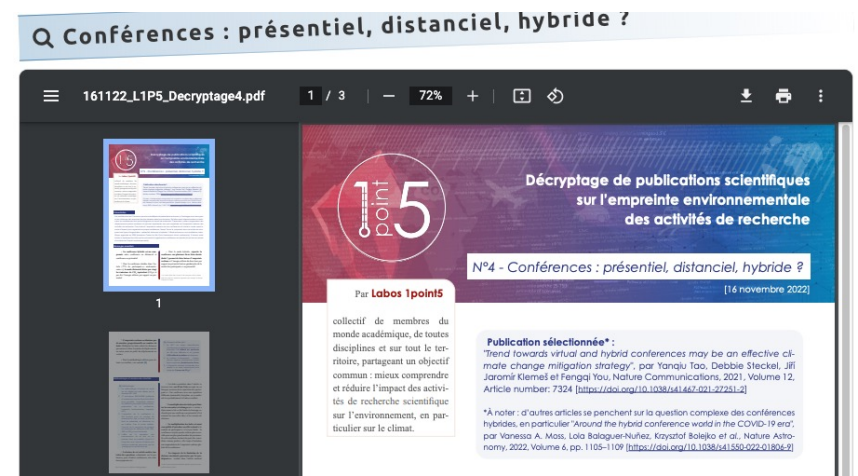 Conférences : présentiel, distanciel, hybride ?
161122_L1P5_Decryptage4.pdf 1 / 3 72%
1 point 5
Décryptage de publications scientifiques
sur l'empreinte environnementale
des activités de recherche
N°4 - Conférences : présentiel, distanciel, hybride ?
[16 novembre 2022]
1
Par Labos 1point5
collectif de membres du
monde académique, de toutes
disciplines et sur tout le ter-
ritoire, partageant un objectif
commun : mieux comprendre
et réduire l'impact des activi-
tés de recherche scientifique
sur l'environnement, en par-
ticulier sur le climat.
Publication sélectionnée* :
"Trend towards virtual and hybrid conferences may be an effective cli-
mate change mitigation strategy", par Yanqiu Tao, Debbie Steckel, Jiří
Jaromír Klemeš et Fengqi You, Nature Communications, 2021, Volume 12,
Article number: 7324 [https://doi.org/10.1038/s41467-021-27251-2]
*À noter : d'autres articles se penchent sur la question complexe des conférences
hybrides, en particulier "Around the hybrid conference world in the COVID-19 era",
par Vanessa A. Moss, Lola Balaguer-Nuñez, Krzysztof Bolejko et al., Nature Astro-
nomy, 2022, Volume 6, pp. 1105–1109 [https://doi.org/10.1038/s41550-022-01806-9]